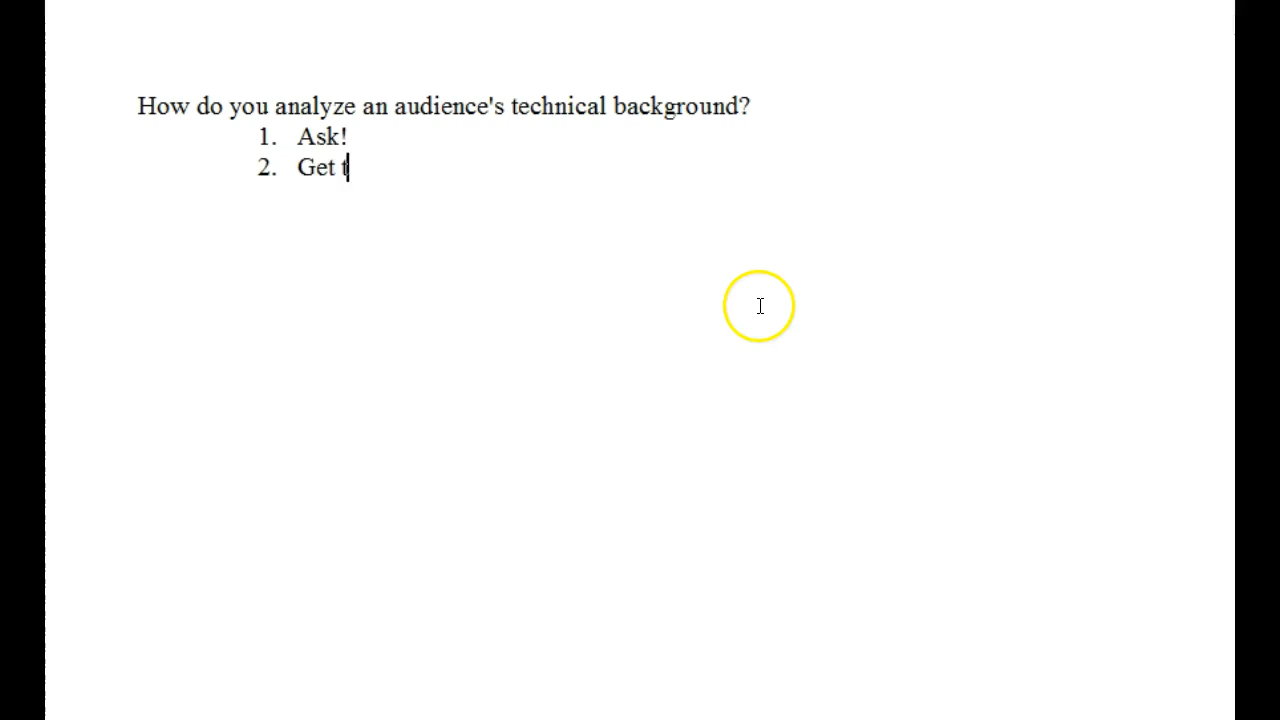 How do you analyze an audience's technical background?
1. Ask!
2. Get t